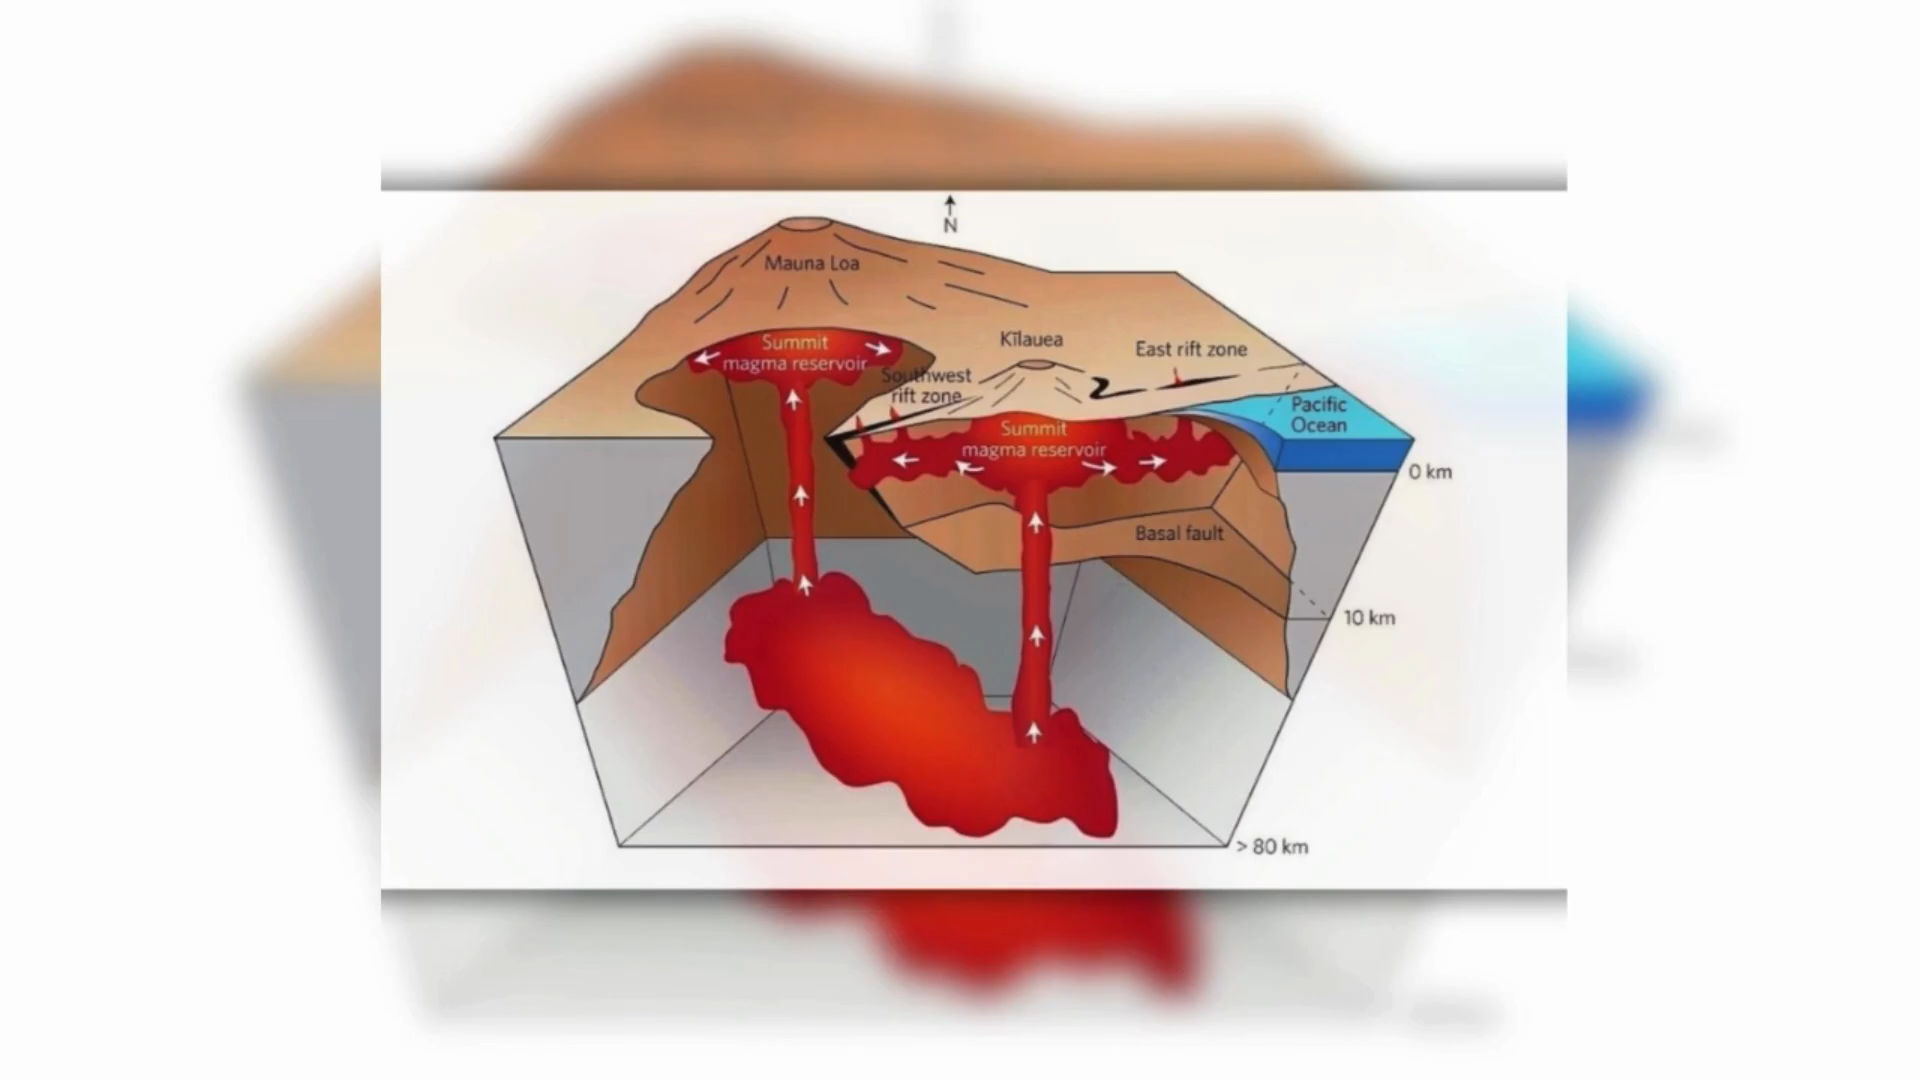 N
Mauna Loa
Summit
magma reservoir
Kīlauea
East rift zone
Southwest
rift zone
Pacific
Ocean
Summit
magma reservoir
0 km
Basal fault
10 km
> 80 km